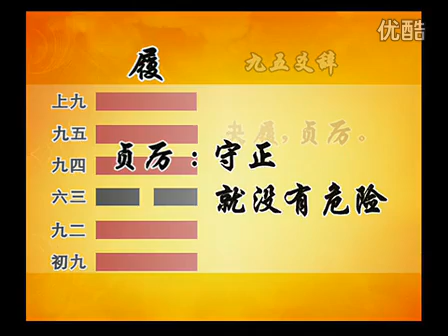 优酷
履
九五爻辞
上九
九五
夬履，贞厉。
九四
贞厉：守正
就没有危险
六三
九二
初九